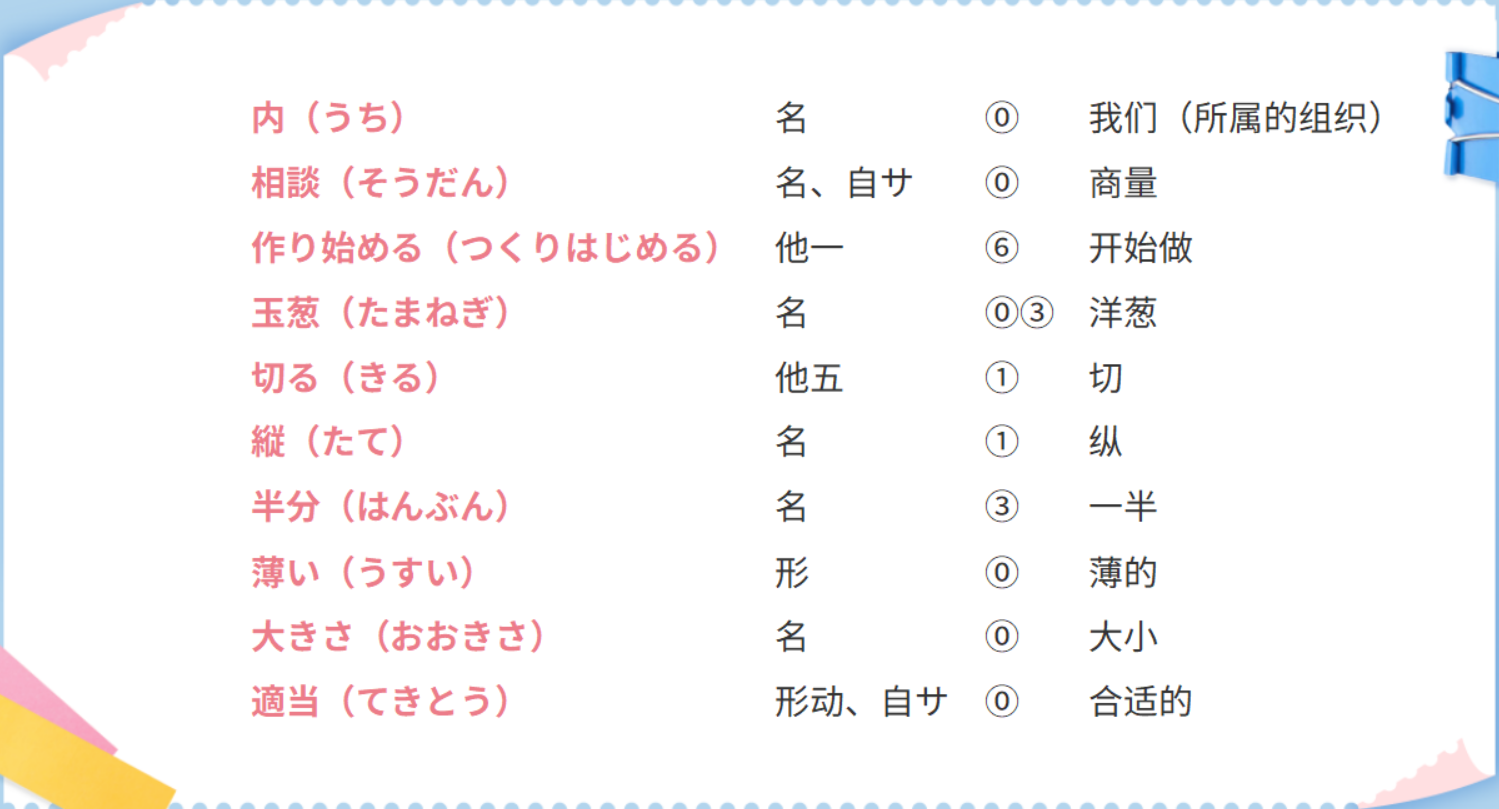 内（うち） 名 ⓪ 我们（所属的组织）
相談（そうだん） 名、自サ ⓪ 商量
作り始める（つくりはじめる） 他一 ⑥ 开始做
玉葱（たまねぎ） 名 ⓪③ 洋葱
切る（きる） 他五 ① 切
縦（たて） 名 ① 纵
半分（はんぶん） 名 ③ 一半
薄い（うすい） 形 ⓪ 薄的
大きさ（おおきさ） 名 ⓪ 大小
適当（てきとう） 形动、自サ ⓪ 合适的